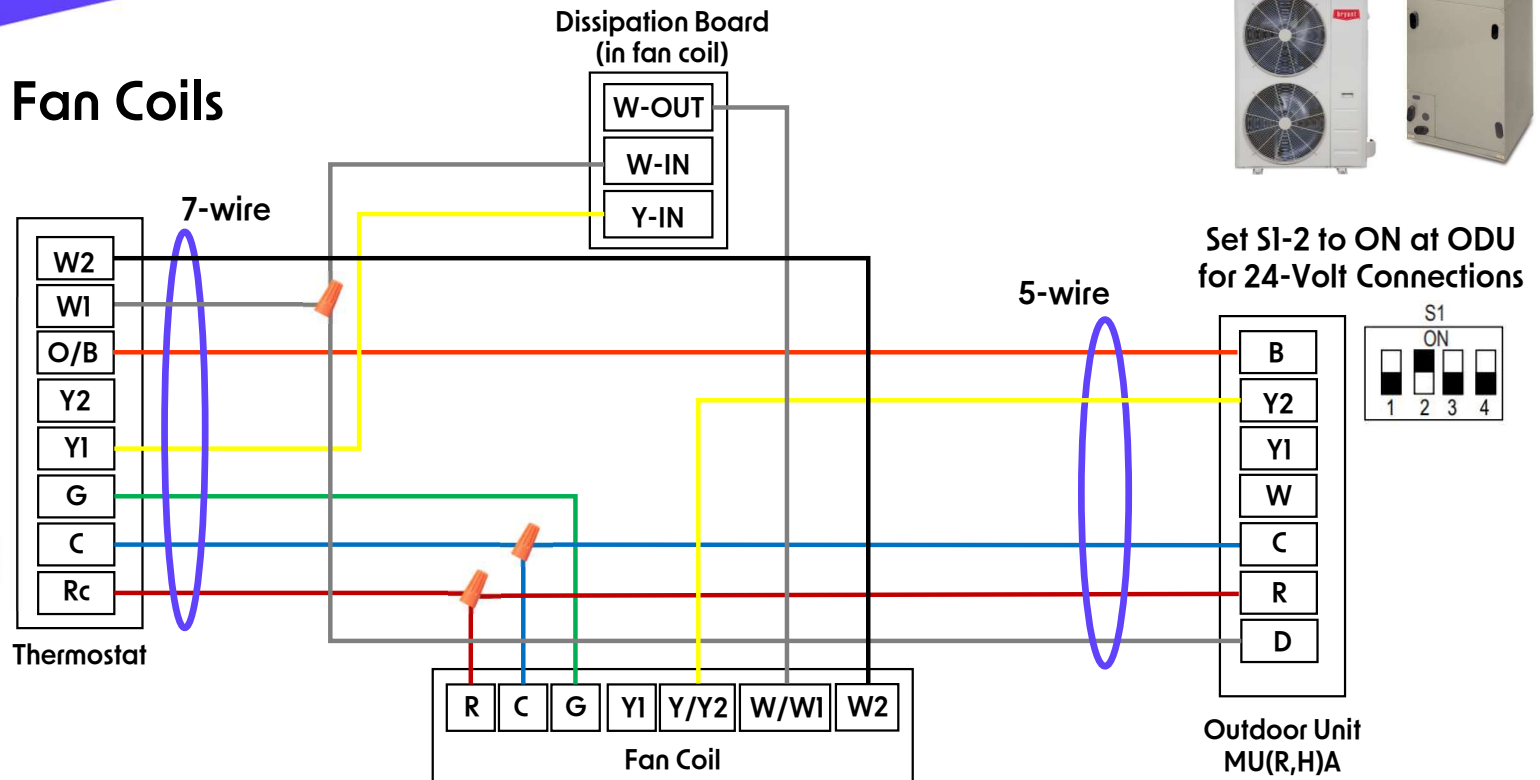 Dissipation Board
(in fan coil)
Fan Coils
W-OUT
W-IN
Y-IN
bryant
7-wire
5-wire
Set S1-2 to ON at ODU
for 24-Volt Connections
S1
ON
1 2 3 4
W2
W1
O/B
Y2
Y1
G
C
Rc
Thermostat
B
Y2
Y1
W
C
R
D
R C G Y1 Y/Y2 W/W1 W2
Fan Coil
Outdoor Unit
MU(R,H)A